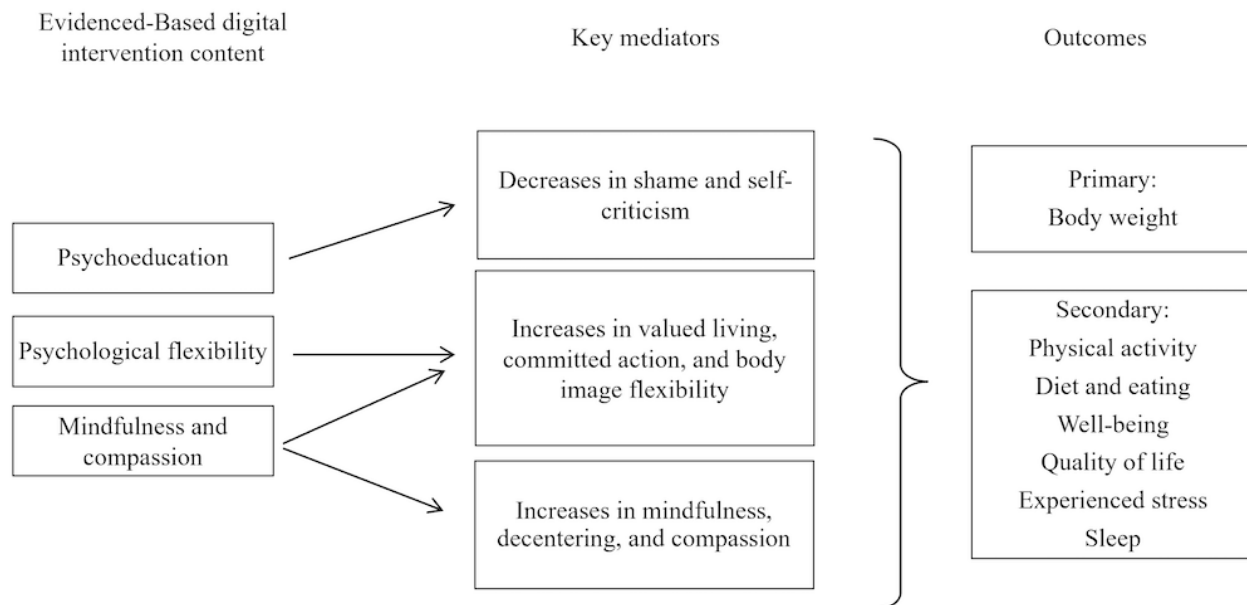 Evidenced-Based digital
intervention content
Key mediators
Outcomes
Psychoeducation
Psychological flexibility
Mindfulness and
compassion
Decreases in shame and self-
criticism
Increases in valued living,
committed action, and body
image flexibility
Increases in mindfulness,
decentering, and compassion
Primary:
Body weight
Secondary:
Physical activity
Diet and eating
Well-being
Quality of life
Experienced stress
Sleep